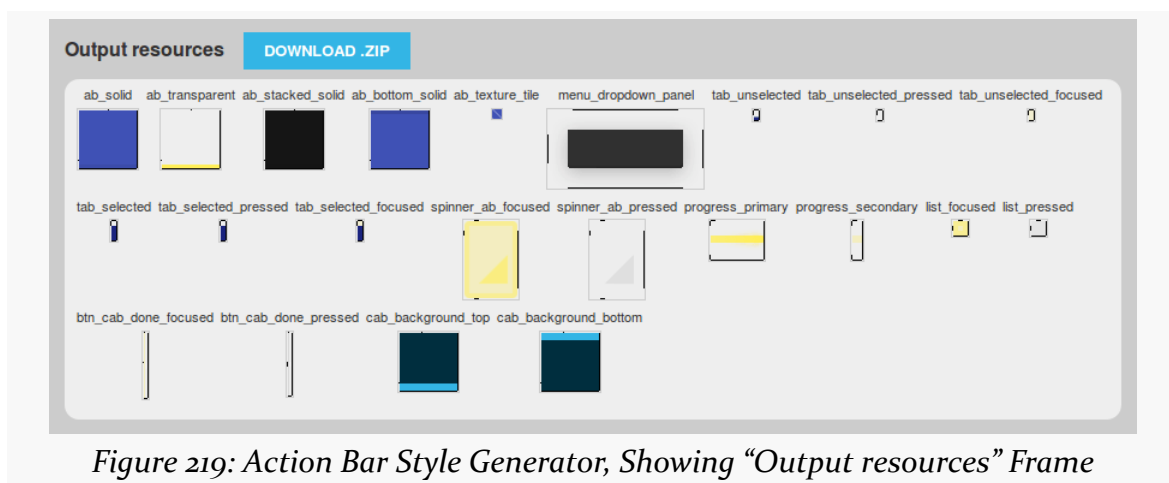 Output resources DOWNLOAD .ZIP
ab_solid ab_transparent ab_stacked_solid ab_bottom_solid ab_texture_tile menu_dropdown_panel tab_unselected tab_unselected_pressed tab_unselected_focused
tab_selected tab_selected_pressed tab_selected_focused spinner_ab_focused spinner_ab_pressed progress_primary progress_secondary list_focused list_pressed
btn_cab_done_focused btn_cab_done_pressed cab_background_top cab_background_bottom
Figure 219: Action Bar Style Generator, Showing “Output resources” Frame